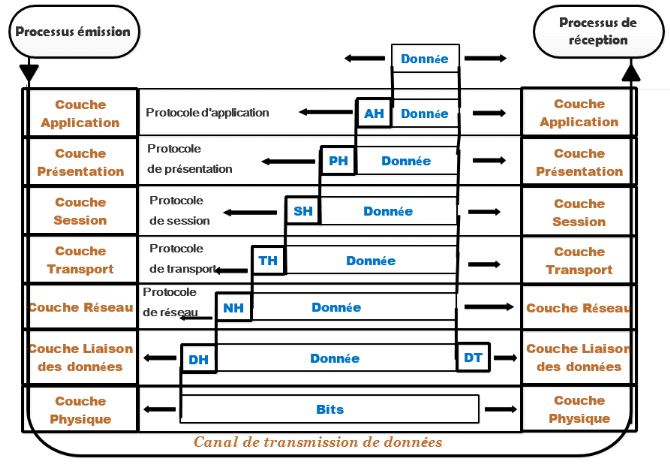 Processus émission
Processus de
réception
Donnée
Couche
Application
Protocole d'application
AH
Donnée
Couche
Application
Couche
Présentation
Protocole
de présentation
PH
Donnée
Couche
Présentation
Couche
Session
Protocole
de session
SH
Donnée
Couche
Session
Couche
Transport
Protocole
de transport
TH
Donnée
Couche
Transport
Couche Réseau
Protocole
de réseau
NH
Donnée
Couche Réseau
Couche Liaison
des données
DH
Donnée
DT
Couche Liaison
des données
Couche
Physique
Bits
Couche
Physique
Canal de transmission de données